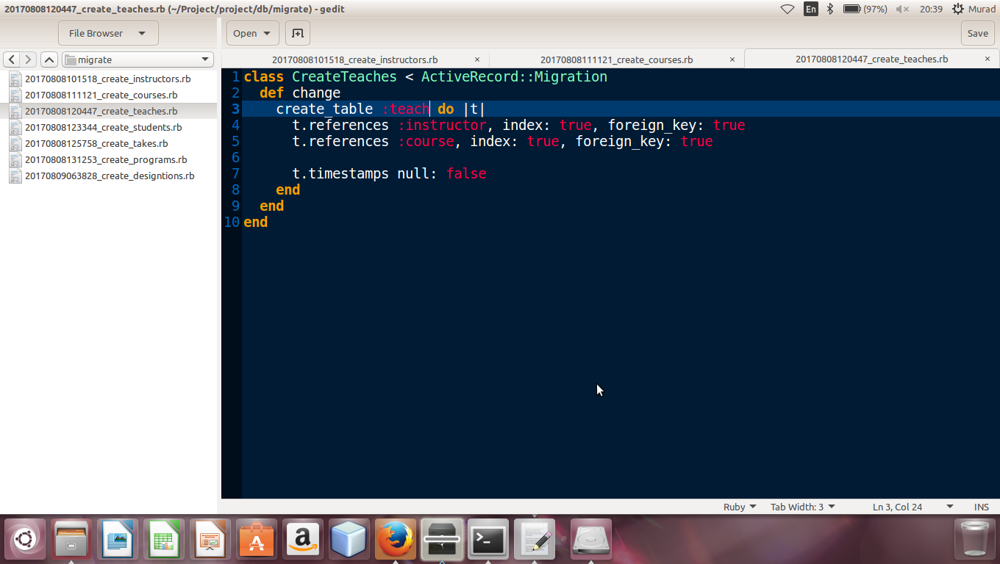 20170808120447_create_teaches.rb (~/Project/project/db/migrate) - gedit
En
(97%)
20:39
Murad
File Browser
Open
Save
migrate
20170808101518_create_instructors.rb
20170808111121_create_courses.rb
20170808120447_create_teaches.rb
20170808101518_create_instructors.rb
20170808111121_create_courses.rb
20170808120447_create_teaches.rb
20170808123344_create_students.rb
20170808125758_create_takes.rb
20170808131253_create_programs.rb
20170809063828_create_designtions.rb
1 class CreateTeaches < ActiveRecord::Migration
2 def change
3 create_table :teach do |t|
4 t.references :instructor, index: true, foreign_key: true
5 t.references :course, index: true, foreign_key: true
6
7 t.timestamps null: false
8 end
9 end
10 end
Ruby
Tab Width: 3
Ln 3, Col 24
INS